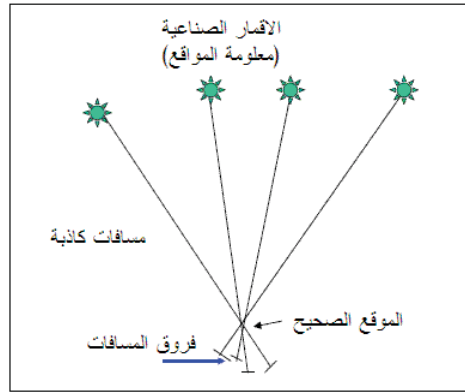 الاقمار الصناعية
(معلومة المواقع)
مسافات كاذبة
الموقع الصحيح
فروق المسافات